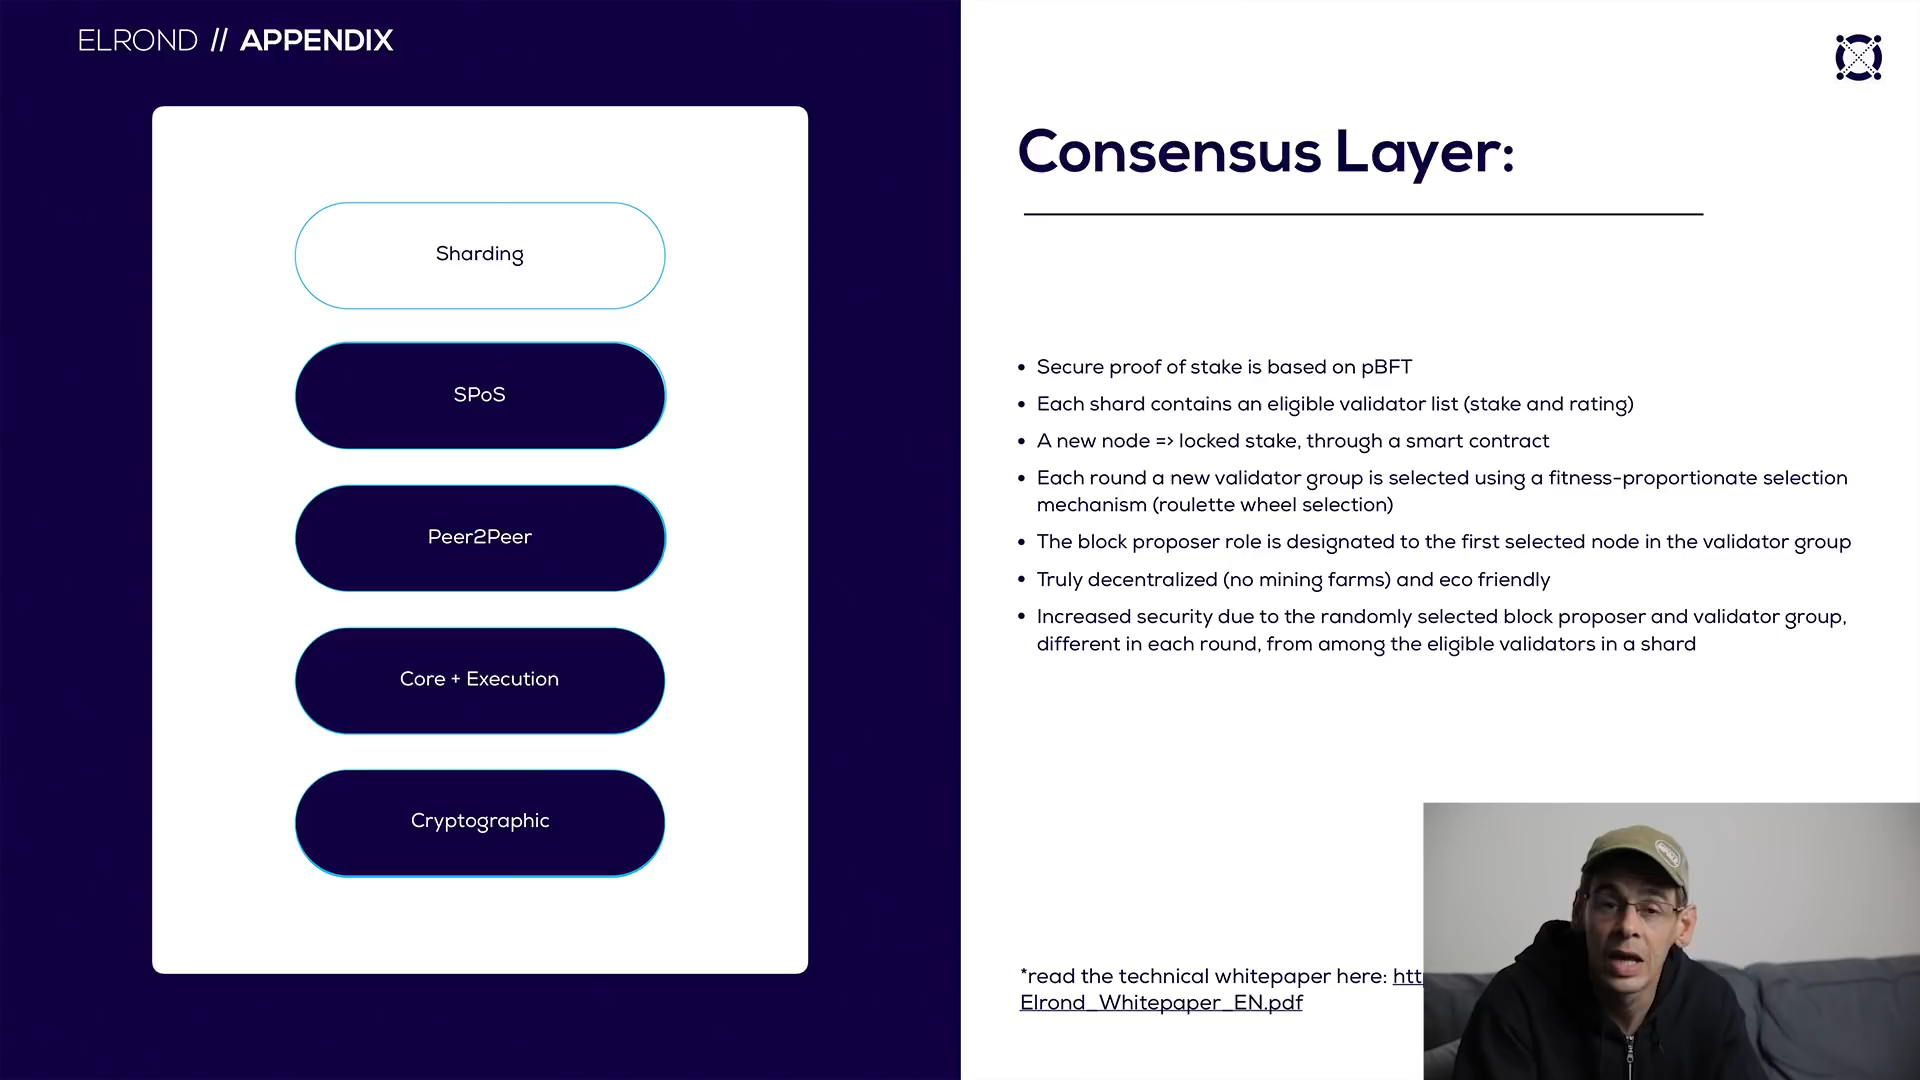 ELROND // APPENDIX
Sharding
SPoS
Peer2Peer
Core + Execution
Cryptographic
Consensus Layer:
• Secure proof of stake is based on pBFT
• Each shard contains an eligible validator list (stake and rating)
• A new node => locked stake, through a smart contract
• Each round a new validator group is selected using a fitness-proportionate selection
mechanism (roulette wheel selection)
• The block proposer role is designated to the first selected node in the validator group
• Truly decentralized (no mining farms) and eco friendly
• Increased security due to the randomly selected block proposer and validator group,
different in each round, from among the eligible validators in a shard
*read the technical whitepaper here:
Elrond_Whitepaper_EN.pdf